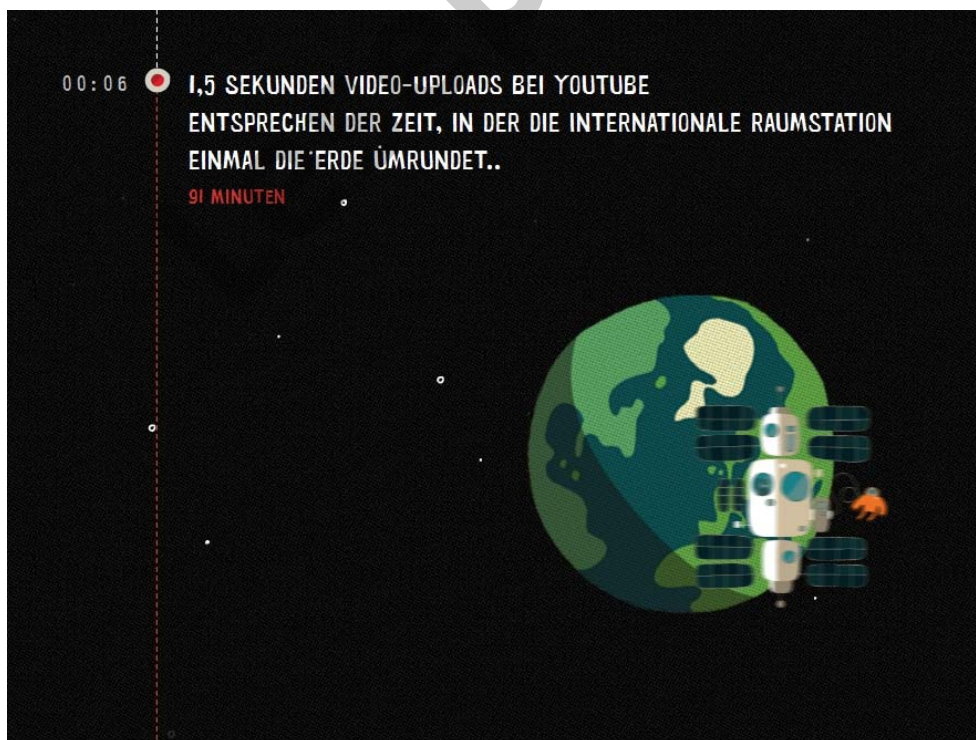 00:06
1,5 SEKUNDEN VIDEO-UPLOADS BEI YOUTUBE
ENTSPRECHEN DER ZEIT, IN DER DIE INTERNATIONALE RAUMSTATION
EINMAL DIE ERDE UMRUNDET..
91 MINUTEN